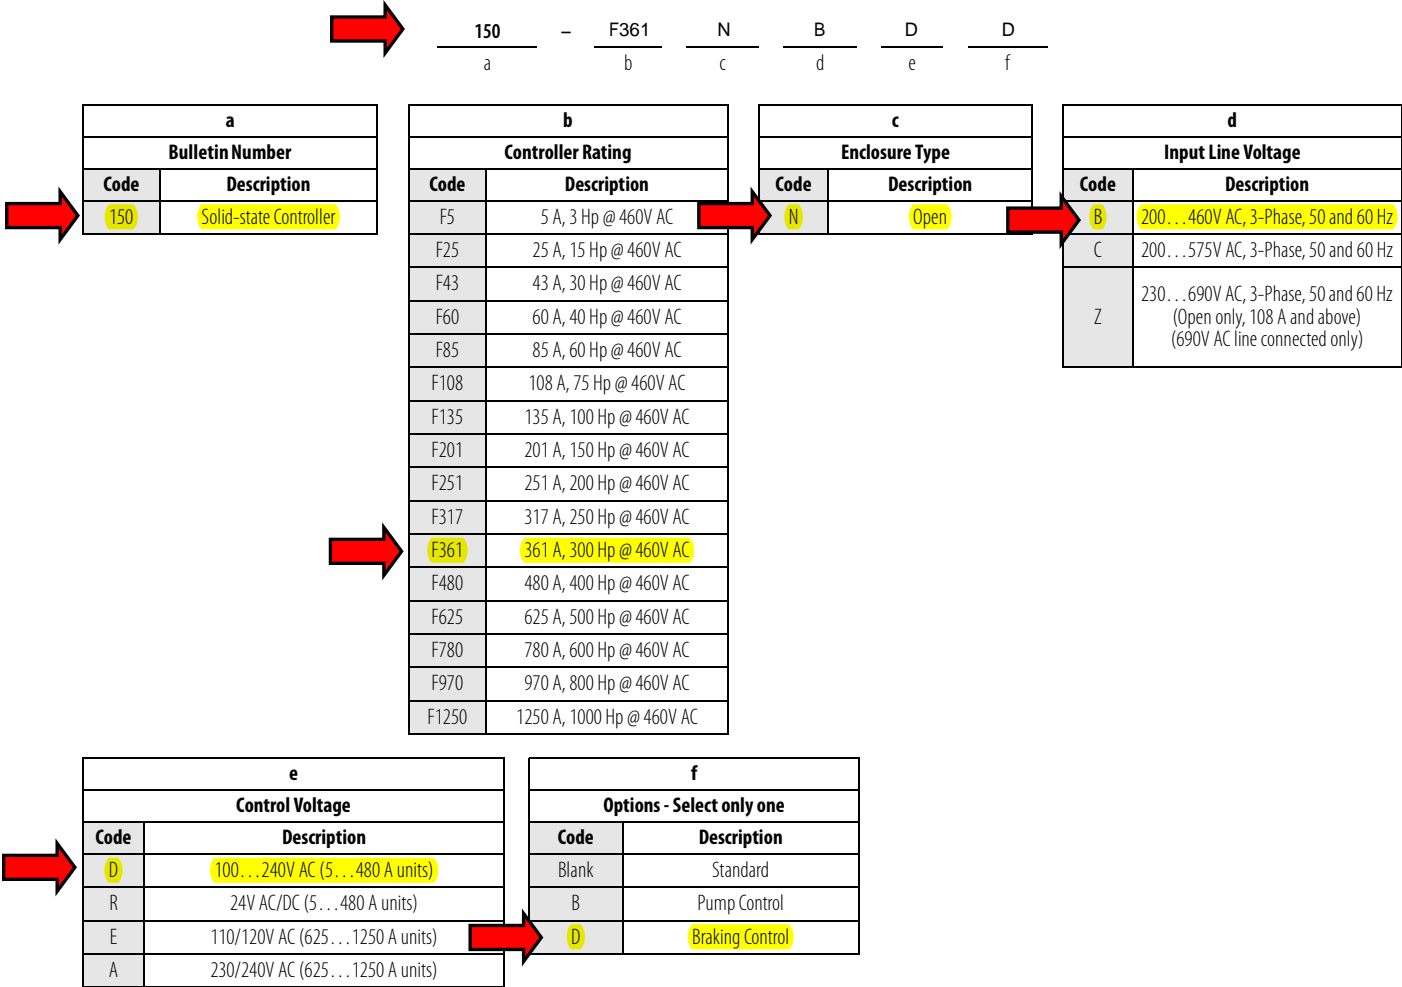 150 – F361 N B D D
a b c d e f
a
Bulletin Number
Code Description
150 Solid-state Controller
b
Controller Rating
Code Description
F5 5 A, 3 Hp @ 460V AC
F25 25 A, 15 Hp @ 460V AC
F43 43 A, 30 Hp @ 460V AC
F60 60 A, 40 Hp @ 460V AC
F85 85 A, 60 Hp @ 460V AC
F108 108 A, 75 Hp @ 460V AC
F135 135 A, 100 Hp @ 460V AC
F201 201 A, 150 Hp @ 460V AC
F251 251 A, 200 Hp @ 460V AC
F317 317 A, 250 Hp @ 460V AC
F361 361 A, 300 Hp @ 460V AC
F480 480 A, 400 Hp @ 460V AC
F625 625 A, 500 Hp @ 460V AC
F780 780 A, 600 Hp @ 460V AC
F970 970 A, 800 Hp @ 460V AC
F1250 1250 A, 1000 Hp @ 460V AC
c
Enclosure Type
Code Description
N Open
d
Input Line Voltage
Code Description
B 200...460V AC, 3-Phase, 50 and 60 Hz
C 200...575V AC, 3-Phase, 50 and 60 Hz
Z 230...690V AC, 3-Phase, 50 and 60 Hz
(Open only, 108 A and above)
(690V AC line connected only)
e
Control Voltage
Code Description
D 100...240V AC (5...480 A units)
R 24V AC/DC (5...480 A units)
E 110/120V AC (625...1250 A units)
A 230/240V AC (625...1250 A units)
f
Options - Select only one
Code Description
Blank Standard
B Pump Control
D Braking Control